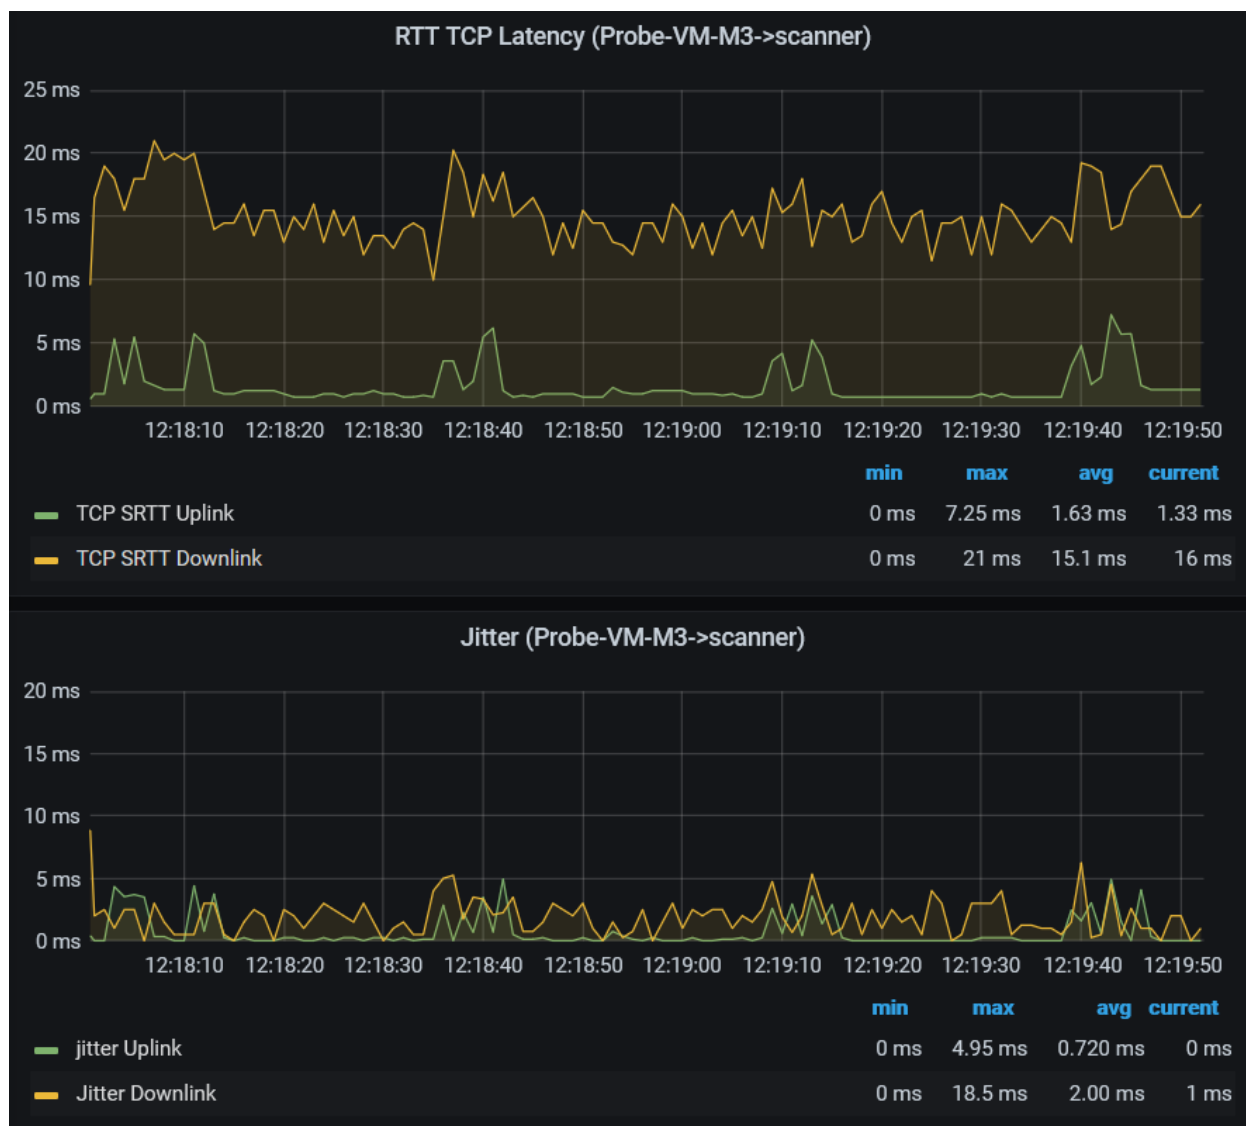 RTT TCP Latency (Probe-VM-M3->scanner)
25 ms
20 ms
15 ms
10 ms
5 ms
0 ms
12:18:10 12:18:20 12:18:30 12:18:40 12:18:50 12:19:00 12:19:10 12:19:20 12:19:30 12:19:40 12:19:50
min max avg current
TCP SRTT Uplink 0 ms 7.25 ms 1.63 ms 1.33 ms
TCP SRTT Downlink 0 ms 21 ms 15.1 ms 16 ms
Jitter (Probe-VM-M3->scanner)
20 ms
15 ms
10 ms
5 ms
0 ms
12:18:10 12:18:20 12:18:30 12:18:40 12:18:50 12:19:00 12:19:10 12:19:20 12:19:30 12:19:40 12:19:50
min max avg current
jitter Uplink 0 ms 4.95 ms 0.720 ms 0 ms
Jitter Downlink 0 ms 18.5 ms 2.00 ms 1 ms